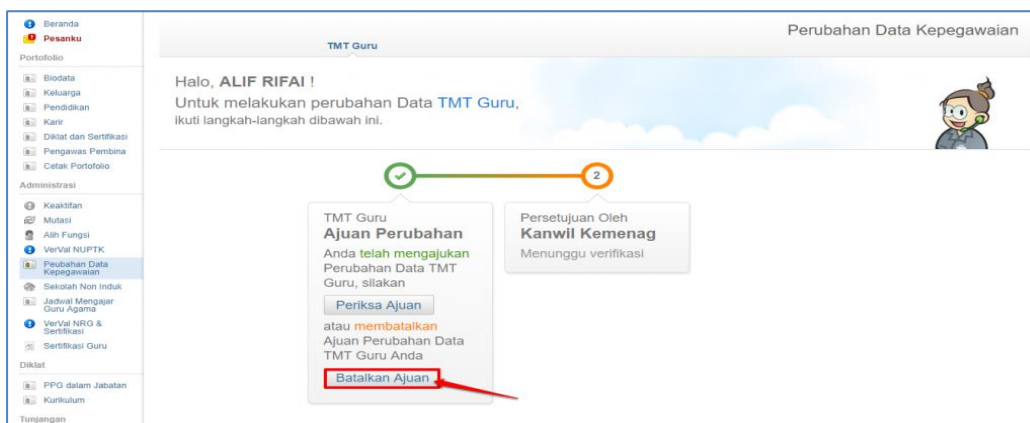 Beranda
Pesanku
Portofolio
Biodata
Keluarga
Pendidikan
Karir
Diklat dan Sertifikasi
Pengawas Pembina
Cetak Portofolio
Administrasi
Keaktifan
Mutasi
Alih Fungsi
VerVal NUPTK
Peubahan Data
Kepegawaian
Sekolah Non Induk
Jadwal Mengajar
Guru Agama
VerVal NRG &
Sertifikasi
Sertifikasi Guru
Diklat
PPG dalam Jabatan
Kurikulum
Tunjangan
Perubahan Data Kepegawaian
TMT Guru
Halo, ALIF RIFAI !
Untuk melakukan perubahan Data TMT Guru,
ikuti langkah-langkah dibawah ini.
2
TMT Guru
Ajuan Perubahan
Anda telah mengajukan
Perubahan Data TMT
Guru, silakan
Periksa Ajuan
atau membatalkan
Ajuan Perubahan Data
TMT Guru Anda
Batalkan Ajuan
Persetujuan Oleh
Kanwil Kemenag
Menunggu verifikasi